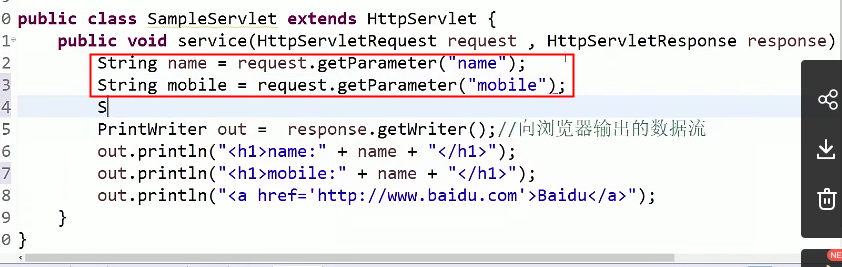 0 public class SampleServlet extends HttpServlet {
1 public void service(HttpServletRequest request , HttpServletResponse response)
2 String name = request.getParameter("name");
3 String mobile = request.getParameter("mobile");
4 S
5 PrintWriter out =  response.getWriter();//向浏览器输出的数据流
6 out.println("<h1>name:" + name + "</h1>");
7 out.println("<h1>mobile:" + name + "</h1>");
8 out.println("<a href='http://www.baidu.com'>Baidu</a>");
9 }
0 }
NE